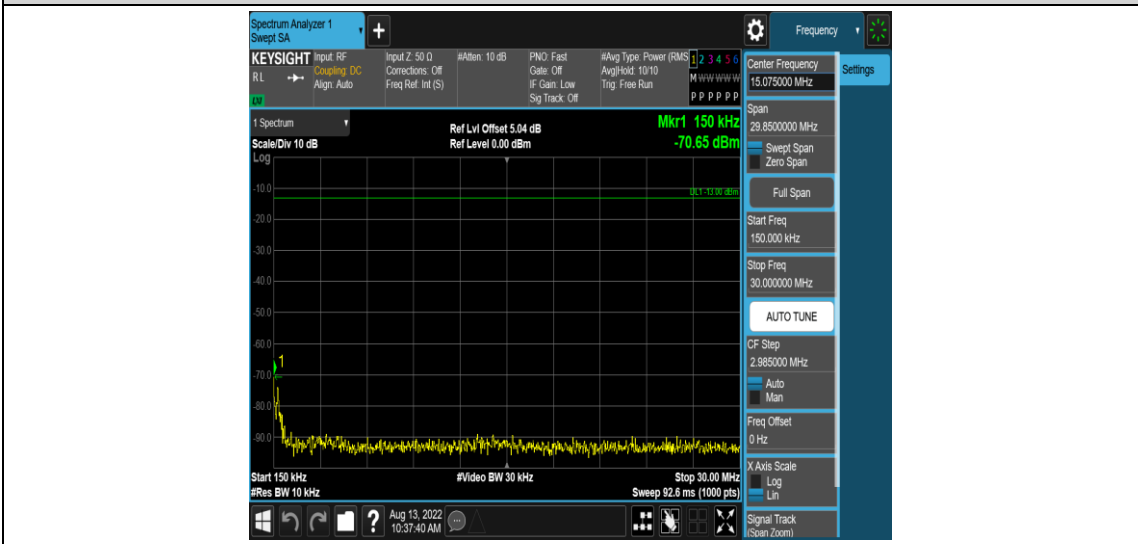 Spectrum Analyzer 1
Swept SA
+
Frequency
KEYSIGHT
RL
LXI
Input: RF
Coupling: DC
Align: Auto
Input Z: 50 Ω
Corrections: Off
Freq Ref: Int (S)
#Atten: 10 dB
PNO: Fast
Gate: Off
IF Gain: Low
Sig Track: Off
#Avg Type: Power (RMS
Avg|Hold: 10/10
Trig: Free Run
1 2 3 4 5 6
M W W W W W
P P P P P P
1 Spectrum
Scale/Div 10 dB
Log
Ref Lvl Offset 5.04 dB
Ref Level 0.00 dBm
Mkr1 150 kHz
-70.65 dBm
DL1 -13.00 dBm
-10.0
-20.0
-30.0
-40.0
-50.0
-60.0
-70.0
-80.0
-90.0
1
Start 150 kHz
#Res BW 10 kHz
#Video BW 30 kHz
Stop 30.00 MHz
Sweep 92.6 ms (1000 pts)
Center Frequency
15.075000 MHz
Settings
Span
29.8500000 MHz
Swept Span
Zero Span
Full Span
Start Freq
150.000 kHz
Stop Freq
30.000000 MHz
AUTO TUNE
CF Step
2.985000 MHz
Auto
Man
Freq Offset
0 Hz
X Axis Scale
Log
Lin
Signal Track
(Span Zoom)
?
Aug 13, 2022
10:37:40 AM